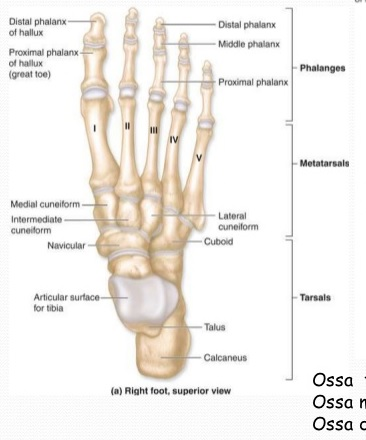 Distal phalanx
of hallux
Proximal phalanx
of hallux
(great toe)
Distal phalanx
Middle phalanx
Proximal phalanx
Phalanges
I
II
III
IV
V
Metatarsals
Medial cuneiform
Intermediate
cuneiform
Navicular
Lateral
cuneiform
Cuboid
Articular surface
for tibia
Tarsals
Talus
Calcaneus
(a) Right foot, superior view
Ossa
Ossa
Ossa